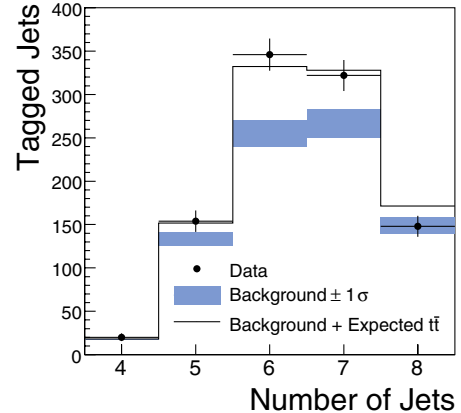 Tagged Jets
400
350
300
250
200
150
100
50
0
Data
Background ± 1σ
Background + Expected tt̄
4 5 6 7 8
Number of Jets